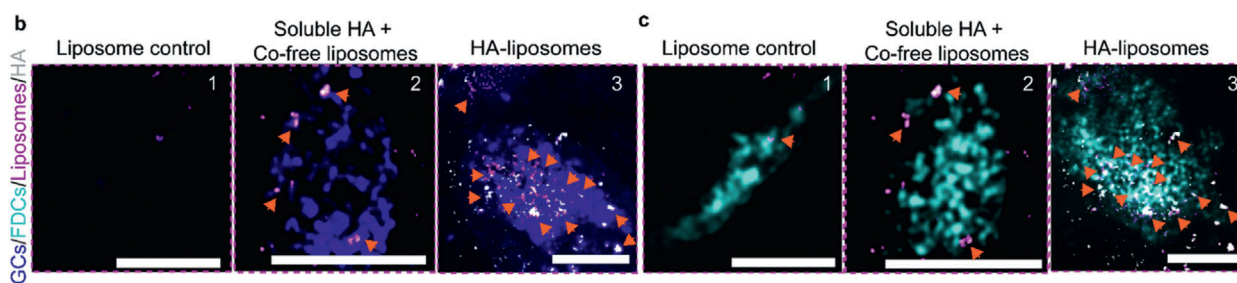 b
Liposome control
Soluble HA +
Co-free liposomes
HA-liposomes
c
Liposome control
Soluble HA +
Co-free liposomes
HA-liposomes
GCs/FDCs/Liposomes/HA
1
2
3
1
2
3